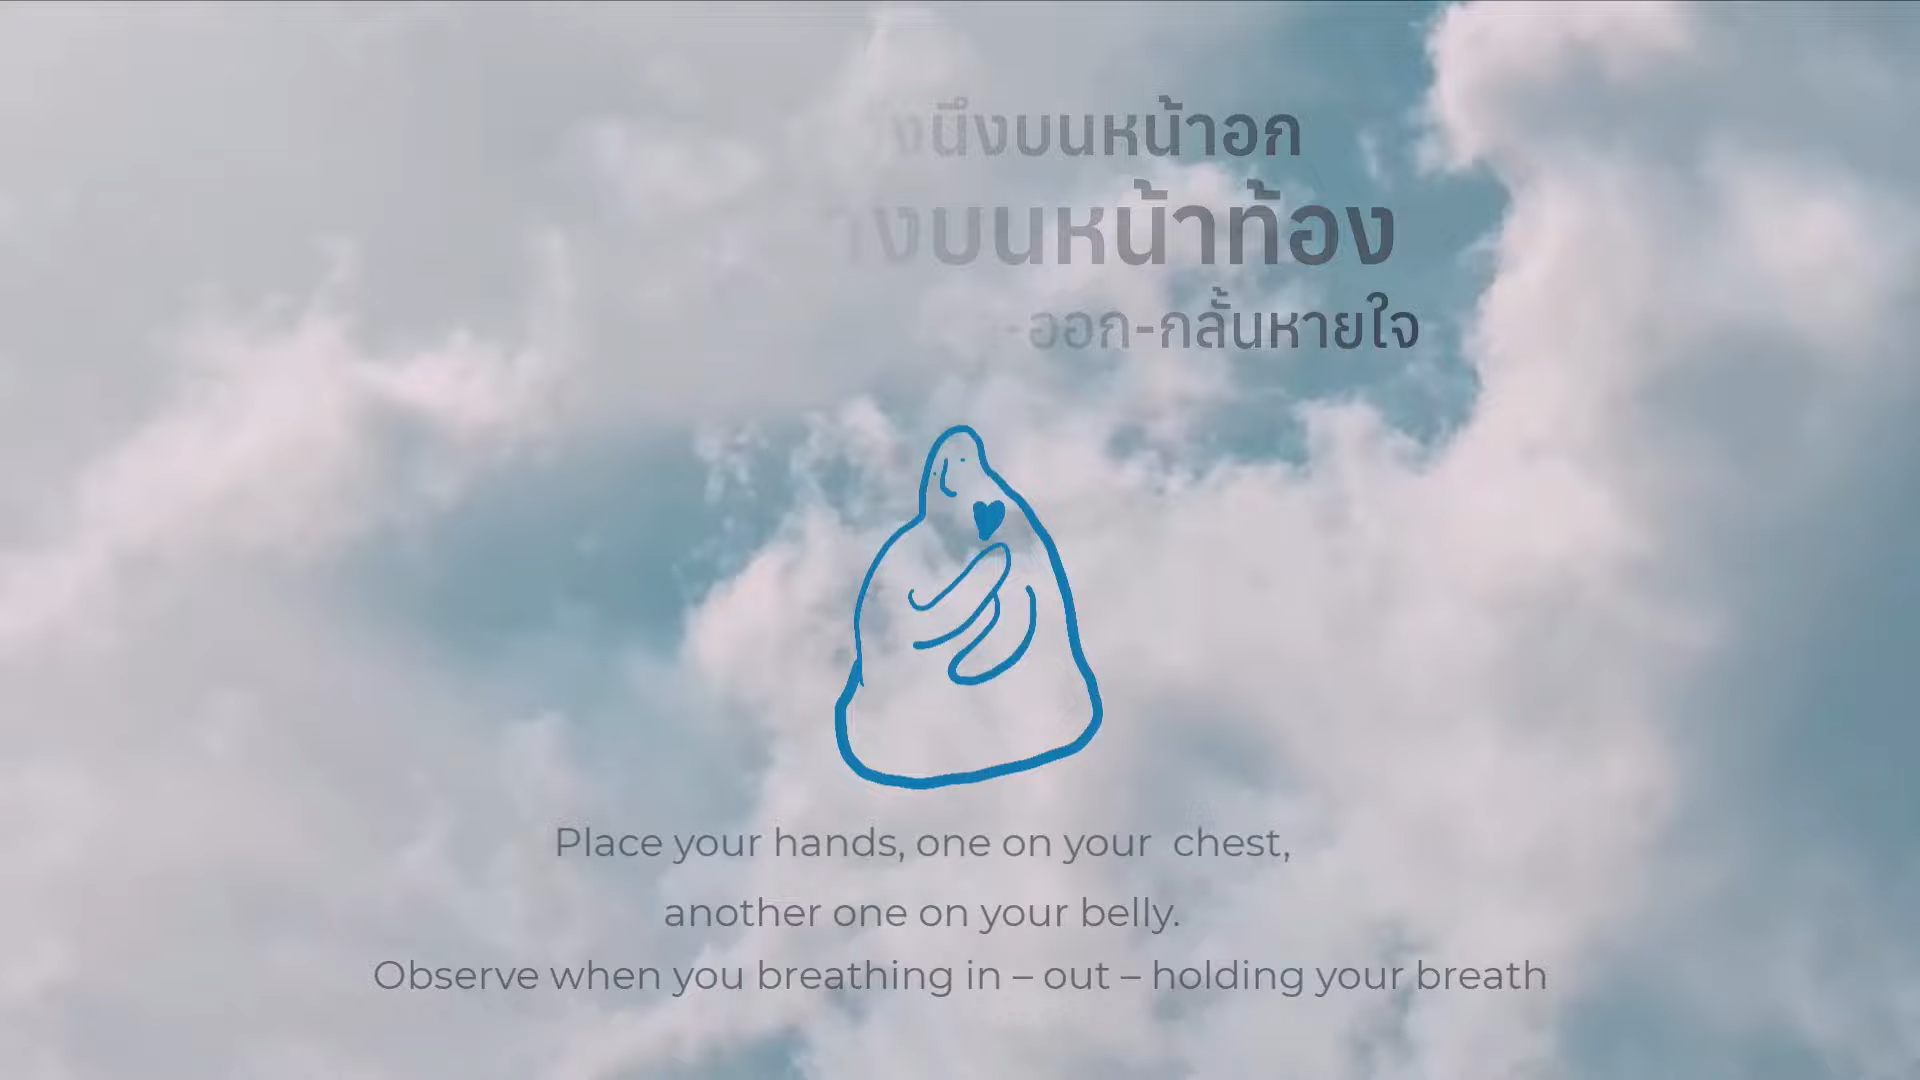 นึงบนหน้าอก
บนหน้าท้อง
-ออก-กลั้นหายใจ
Place your hands, one on your chest,
another one on your belly.
Observe when you breathing in – out – holding your breath